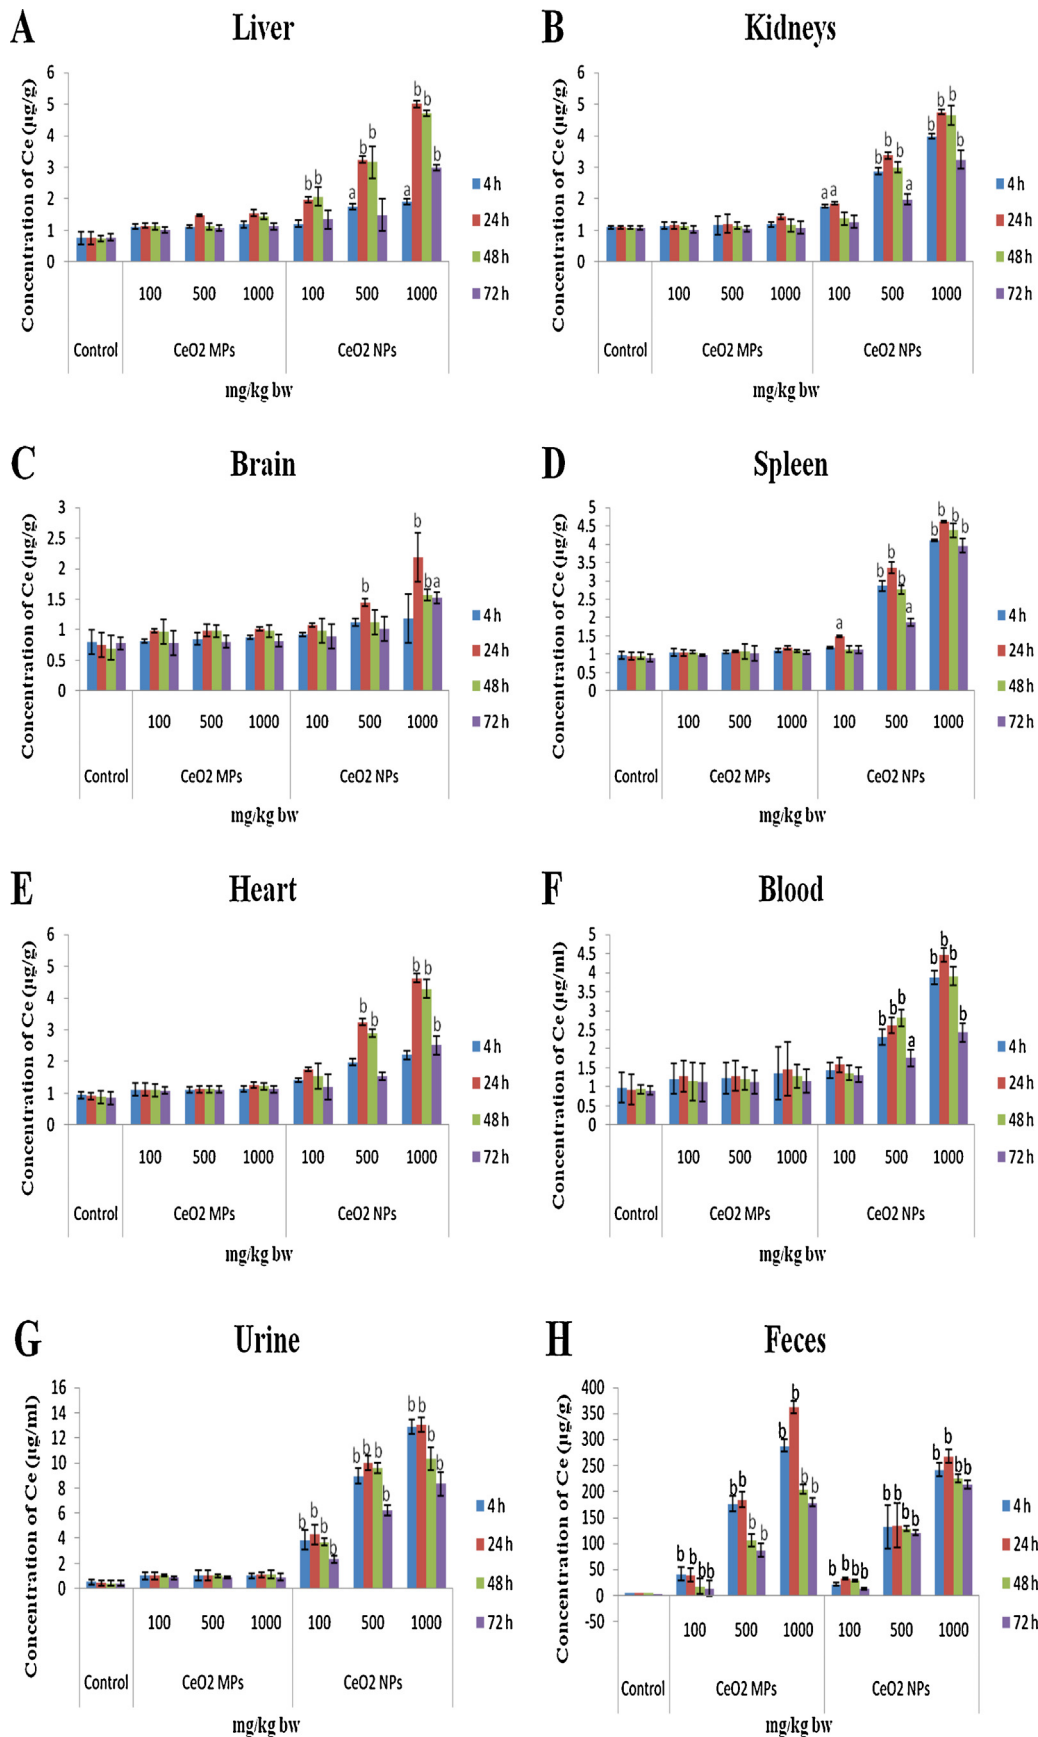 A Liver
Concentration of Ce (µg/g)
6
5
4
3
2
1
0
b b
b b
a
b b
a
b
100 500 1000 100 500 1000
Control CeO2 MPs CeO2 NPs
mg/kg bw
4 h
24 h
48 h
72 h
B Kidneys
Concentration of Ce (µg/g)
6
5
4
3
2
1
0
a a
b b b a
b b b b
100 500 1000 100 500 1000
Control CeO2 MPs CeO2 NPs
mg/kg bw
4 h
24 h
48 h
72 h
C Brain
Concentration of Ce (µg/g)
3
2.5
2
1.5
1
0.5
0
b
b
b a
100 500 1000 100 500 1000
Control CeO2 MPs CeO2 NPs
mg/kg bw
4 h
24 h
48 h
72 h
D Spleen
Concentration of Ce (µg/g)
5
4.5
4
3.5
3
2.5
2
1.5
1
0.5
0
a
b b b a
b b b b
100 500 1000 100 500 1000
Control CeO2 MPs CeO2 NPs
mg/kg bw
4 h
24 h
48 h
72 h
E Heart
Concentration of Ce (µg/g)
6
5
4
3
2
1
0
b b
b b b
100 500 1000 100 500 1000
Control CeO2 MPs CeO2 NPs
mg/kg bw
4 h
24 h
48 h
72 h
F Blood
Concentration of Ce (µg/ml)
5
4.5
4
3.5
3
2.5
2
1.5
1
0.5
0
b b b a
b b b b
100 500 1000 100 500 1000
Control CeO2 MPs CeO2 NPs
mg/kg bw
4 h
24 h
48 h
72 h
G Urine
Concentration of Ce (µg/ml)
16
14
12
10
8
6
4
2
0
b b b b
b b b b
b b b b
100 500 1000 100 500 1000
Control CeO2 MPs CeO2 NPs
mg/kg bw
4 h
24 h
48 h
72 h
H Feces
Concentration of Ce (µg/g)
400
350
300
250
200
150
100
50
0
-50
b b b b
b b b b
b b b b
b b b b
b b b b
b b b b
100 500 1000 100 500 1000
Control CeO2 MPs CeO2 NPs
mg/kg bw
4 h
24 h
48 h
72 h